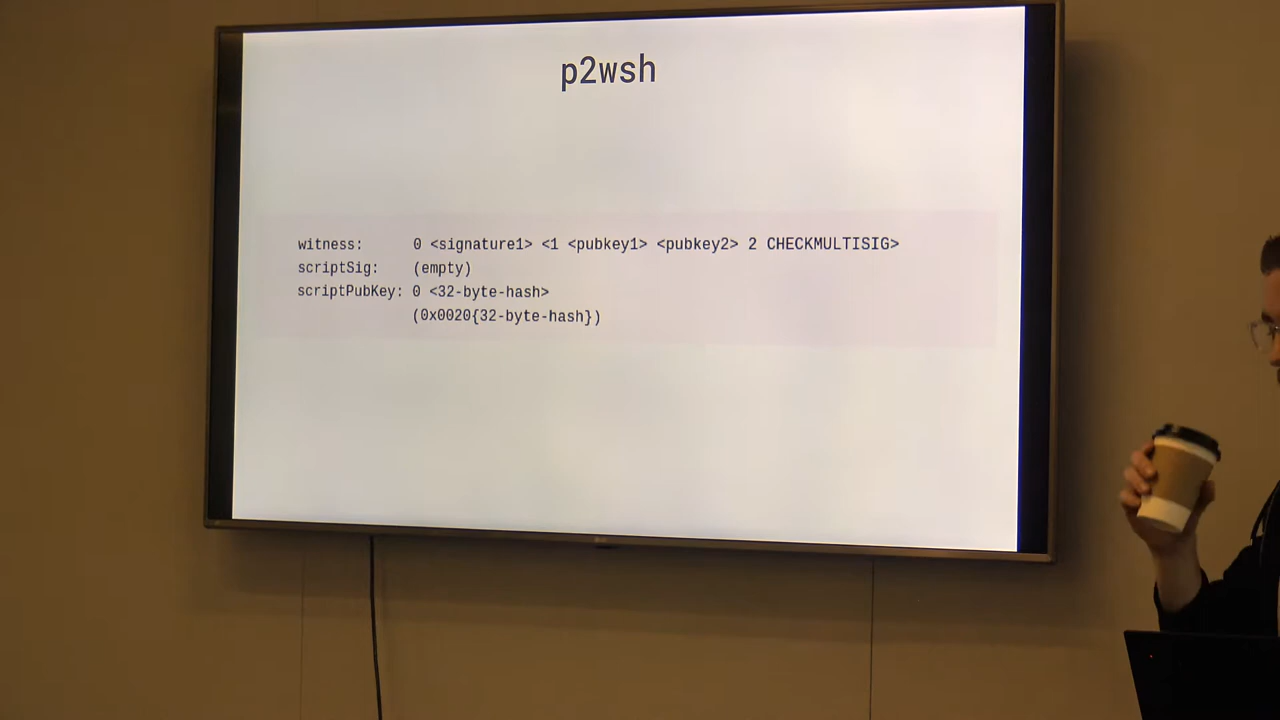 p2wsh
witness: 0 <signature1> <1 <pubkey1> <pubkey2> 2 CHECKMULTISIG>
scriptSig: (empty)
scriptPubKey: 0 <32-byte-hash>
(0x0020{32-byte-hash})